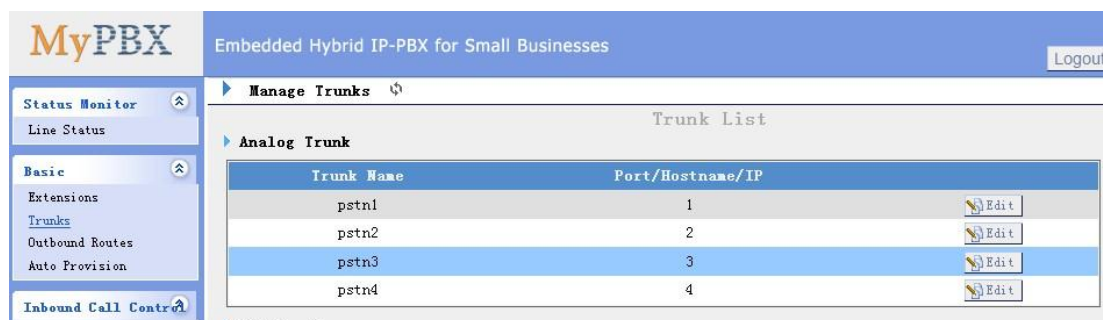 MyPBX
Embedded Hybrid IP-PBX for Small Businesses
Logout
Status Monitor
Line Status
Basic
Extensions
Trunks
Outbound Routes
Auto Provision
Inbound Call Control
Manage Trunks
Trunk List
Analog Trunk
Trunk Name Port/Hostname/IP
pstn1 1 Edit
pstn2 2 Edit
pstn3 3 Edit
pstn4 4 Edit